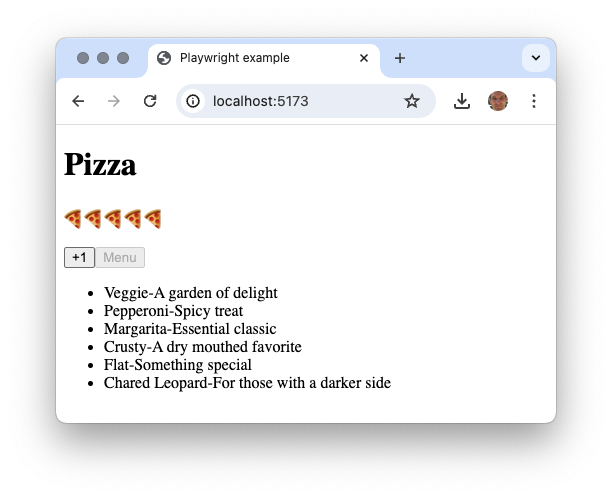 Playwright example
localhost:5173
Pizza
🍕🍕🍕🍕🍕
+1 Menu
• Veggie-A garden of delight
• Pepperoni-Spicy treat
• Margarita-Essential classic
• Crusty-A dry mouthed favorite
• Flat-Something special
• Chared Leopard-For those with a darker side